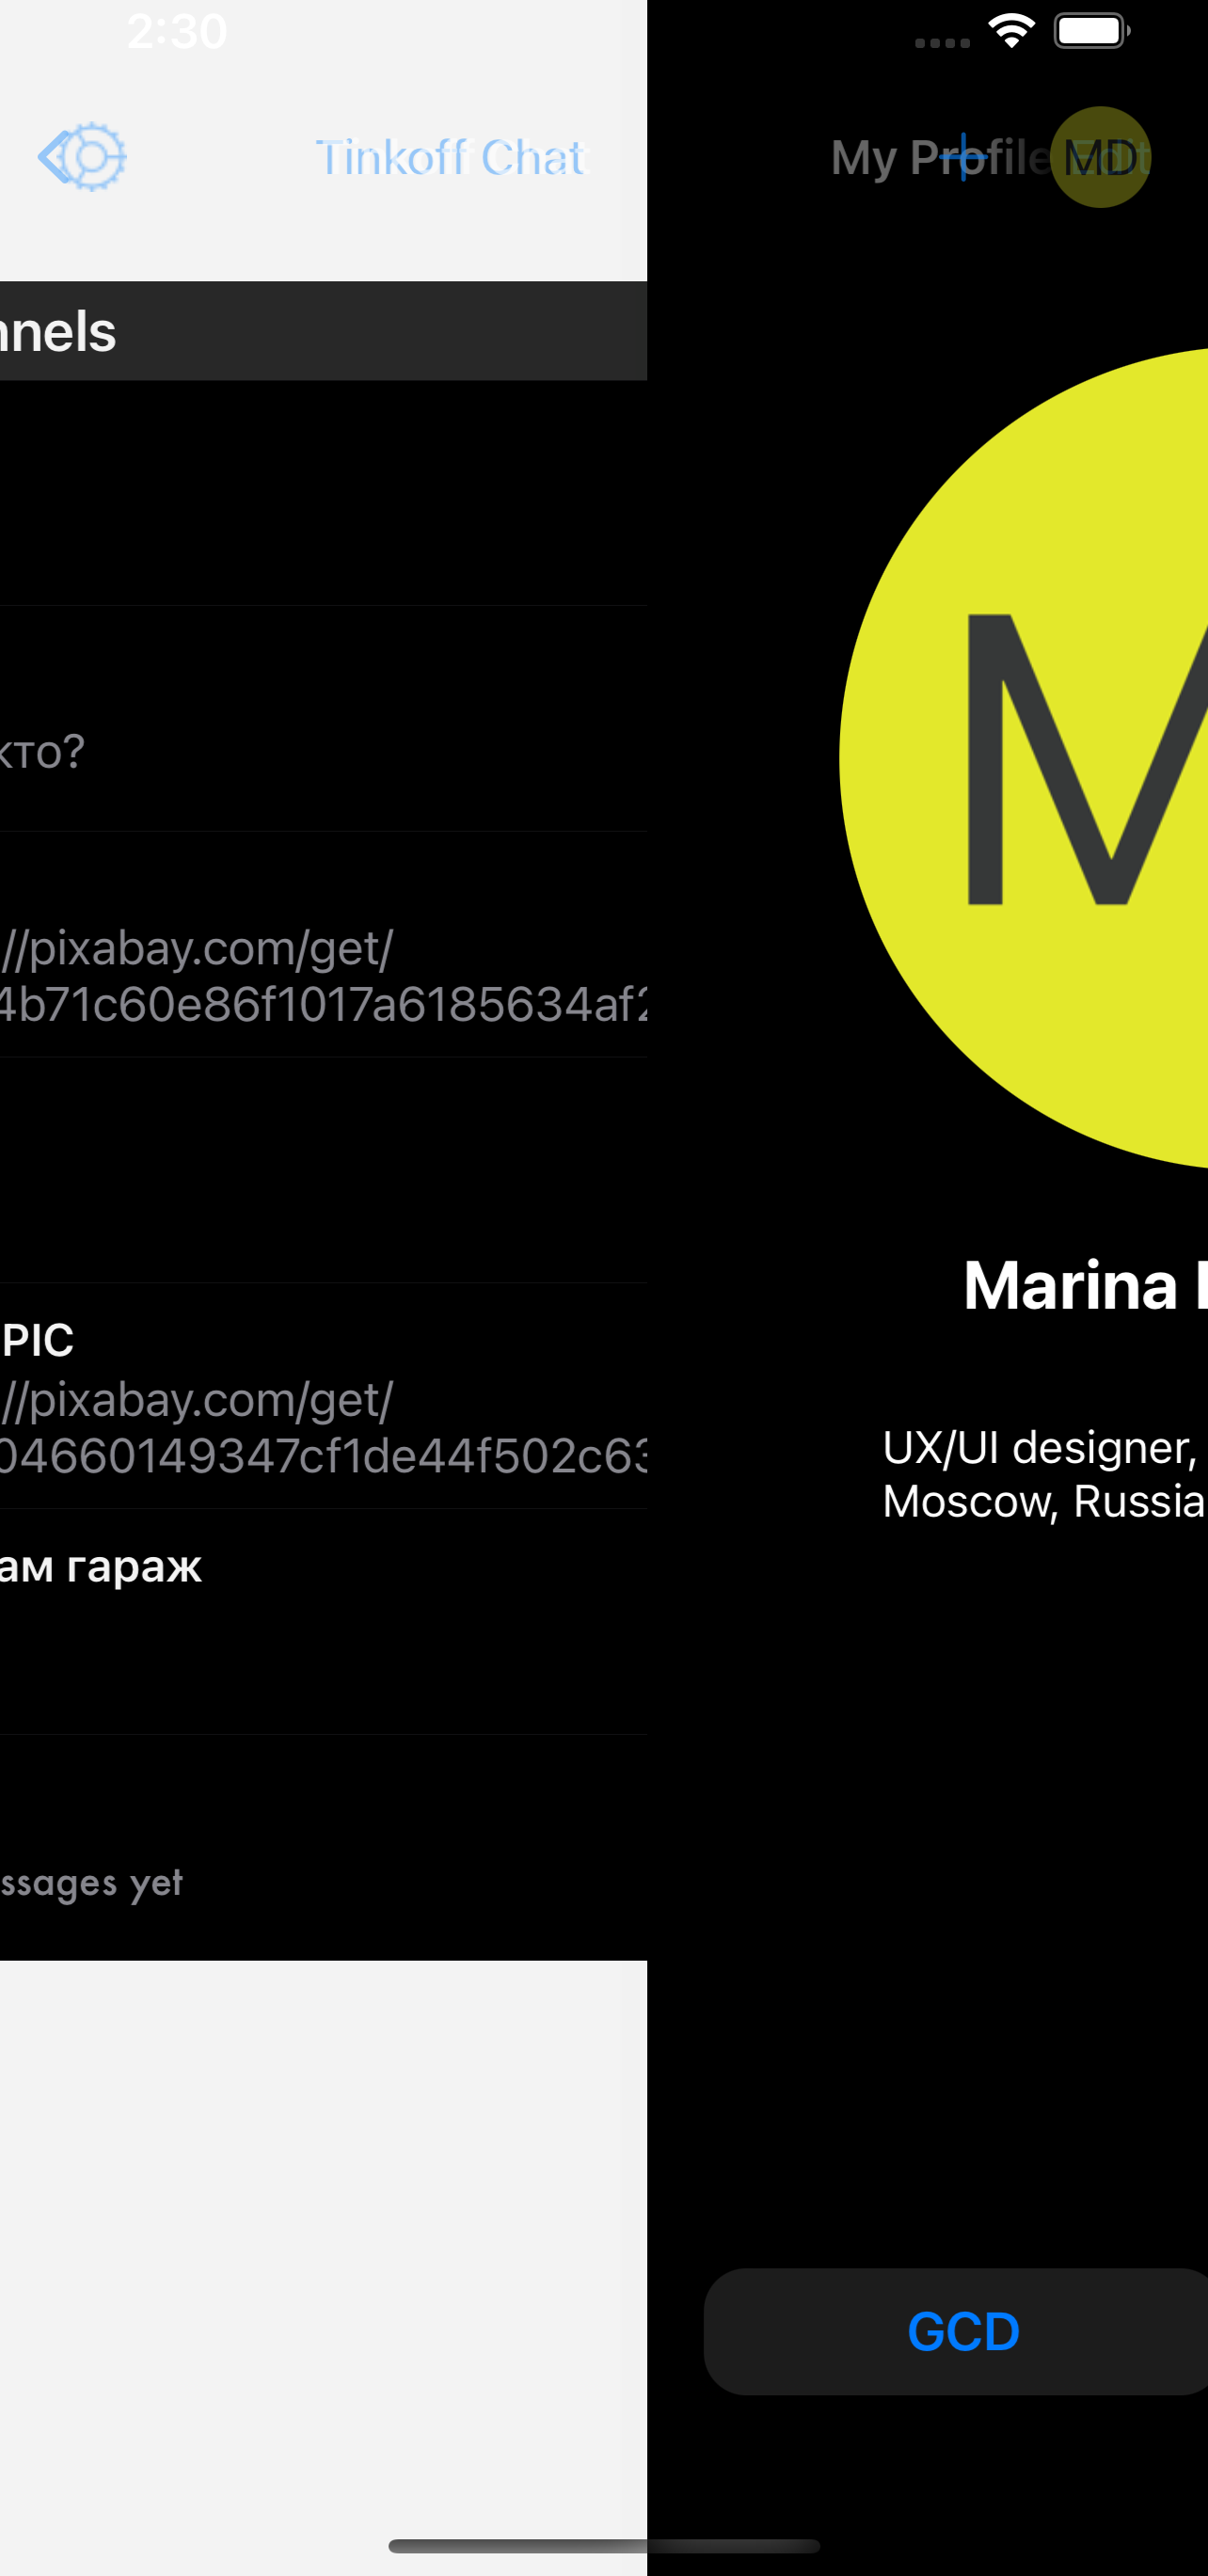 2:30
Tinkoff Chat
My Profile
MD
Edit
nnels
кто?
//pixabay.com/get/
4b71c60e86f1017a6185634af2
PIC
//pixabay.com/get/
04660149347cf1de44f502c63
ам гараж
ssages yet
M
Marina
UX/UI designer,
Moscow, Russia
GCD